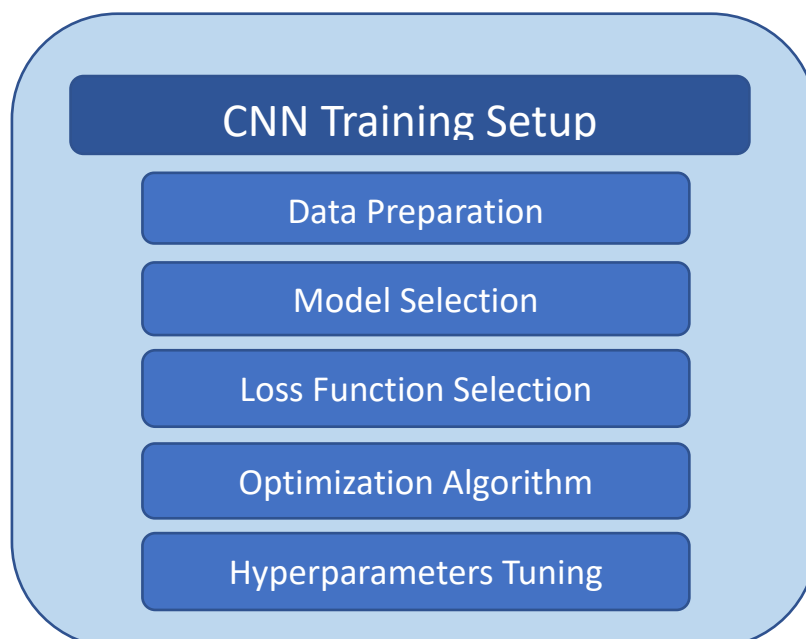 CNN Training Setup
Data Preparation
Model Selection
Loss Function Selection
Optimization Algorithm
Hyperparameters Tuning